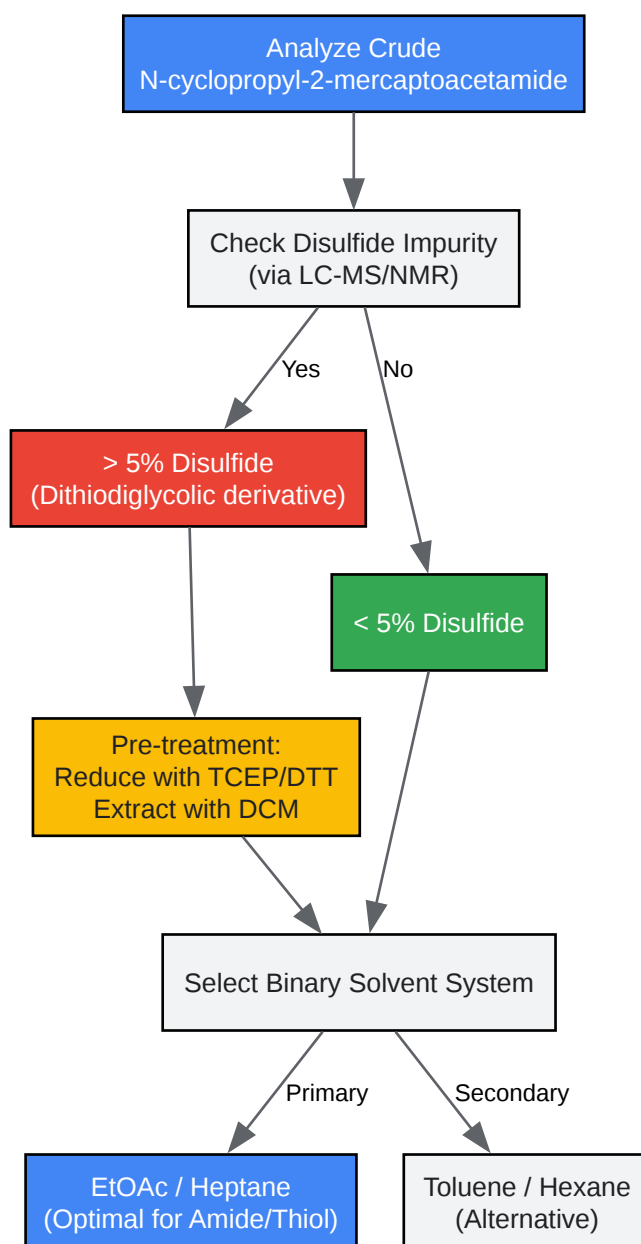 Analyze Crude
N-cyclopropyl-2-mercaptoacetamide
Check Disulfide Impurity
(via LC-MS/NMR)
Yes
No
> 5% Disulfide
(Dithiodiglycolic derivative)
< 5% Disulfide
Pre-treatment:
Reduce with TCEP/DTT
Extract with DCM
Select Binary Solvent System
Primary
Secondary
EtOAc / Heptane
(Optimal for Amide/Thiol)
Toluene / Hexane
(Alternative)